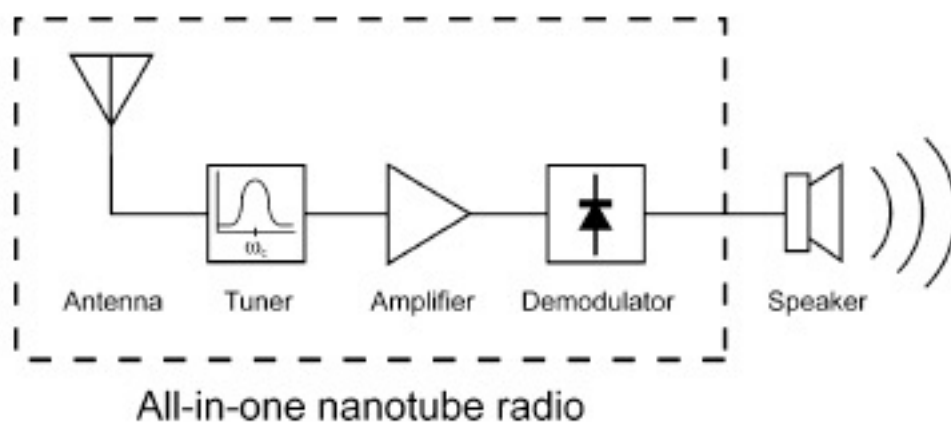 ω꜀
Antenna Tuner Amplifier Demodulator Speaker
All-in-one nanotube radio